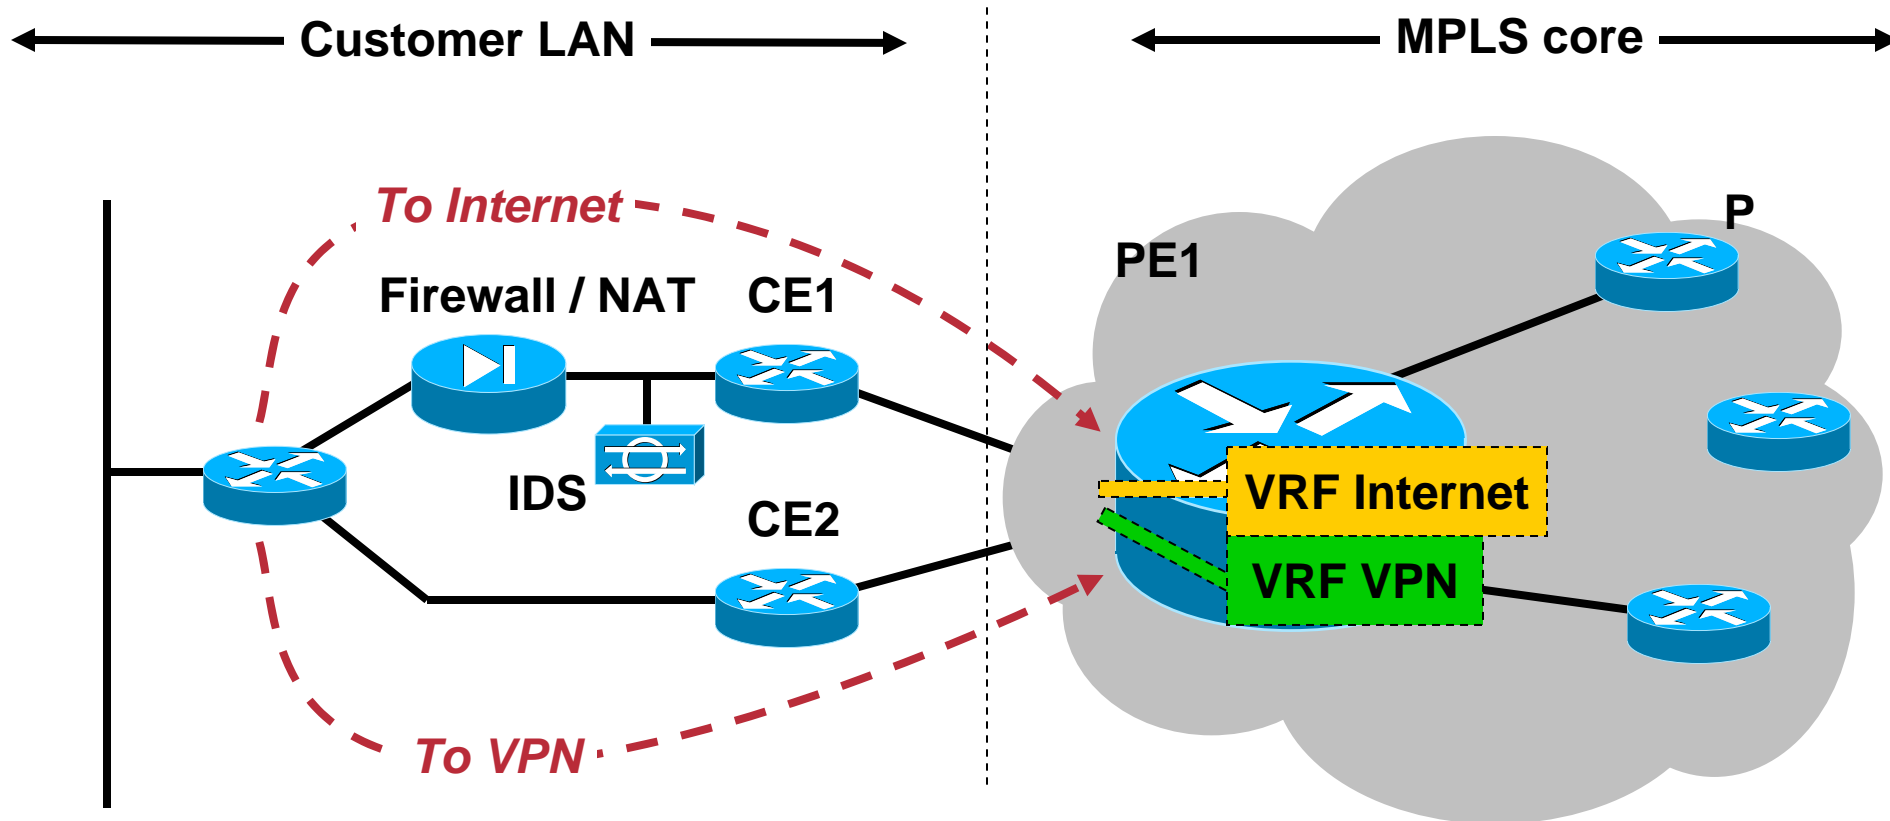 Customer LAN
MPLS core
To Internet
P
PE1
Firewall / NAT
CE1
IDS
CE2
VRF Internet
VRF VPN
To VPN